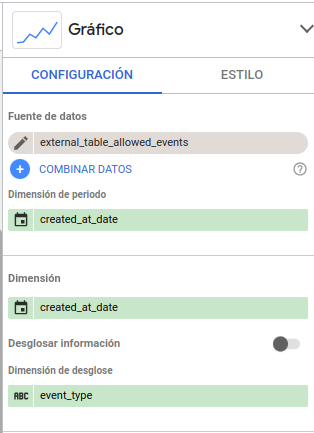 Gráfico
CONFIGURACIÓN
ESTILO
Fuente de datos
external_table_allowed_events
COMBINAR DATOS
Dimensión de periodo
created_at_date
Dimensión
created_at_date
Desglosar información
Dimensión de desglose
ABC event_type